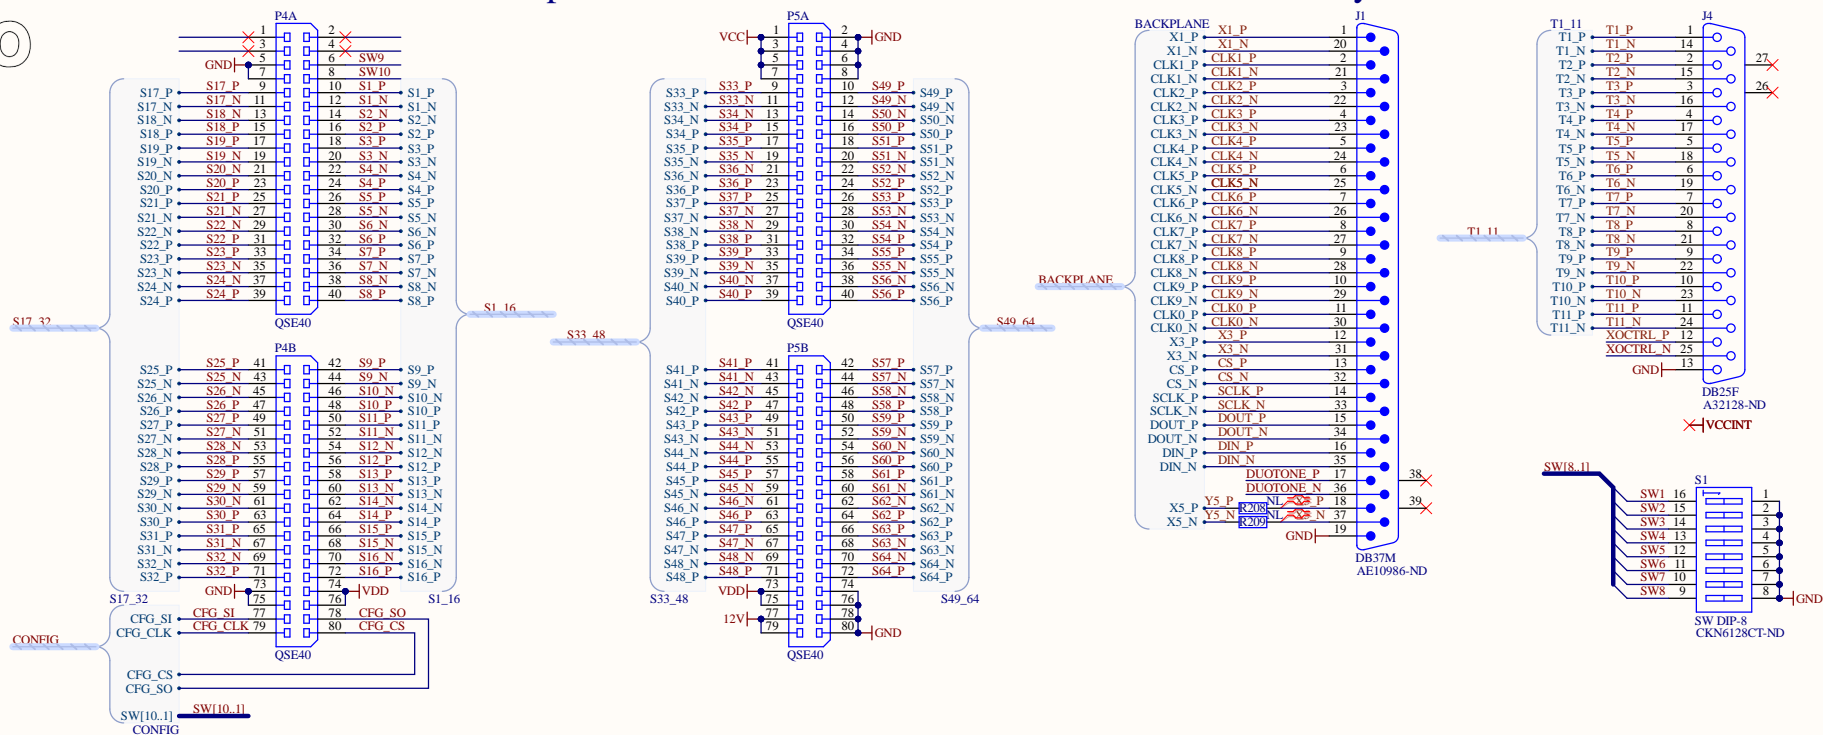 P4A
1 2
3 4
GND 5 6 SW9
7 8 SW10
S17_P S17_P 9 10 S1_P S1_P
S17_N S17_N 11 12 S1_N S1_N
S18_N S18_N 13 14 S2_N S2_N
S18_P S18_P 15 16 S2_P S2_P
S19_P S19_P 17 18 S3_P S3_P
S19_N S19_N 19 20 S3_N S3_N
S20_N S20_N 21 22 S4_N S4_N
S20_P S20_P 23 24 S4_P S4_P
S21_P S21_P 25 26 S5_P S5_P
S21_N S21_N 27 28 S5_N S5_N
S22_N S22_N 29 30 S6_N S6_N
S22_P S22_P 31 32 S6_P S6_P
S23_P S23_P 33 34 S7_P S7_P
S23_N S23_N 35 36 S7_N S7_N
S24_N S24_N 37 38 S8_N S8_N
S24_P S24_P 39 40 S8_P S8_P
QSE40
S17_32
S1_16
P4B
S25_P S25_P 41 42 S9_P S9_P
S25_N S25_N 43 44 S9_N S9_N
S26_N S26_N 45 46 S10_N S10_N
S26_P S26_P 47 48 S10_P S10_P
S27_P S27_P 49 50 S11_P S11_P
S27_N S27_N 51 52 S11_N S11_N
S28_N S28_N 53 54 S12_N S12_N
S28_P S28_P 55 56 S12_P S12_P
S29_P S29_P 57 58 S13_P S13_P
S29_N S29_N 59 60 S13_N S13_N
S30_N S30_N 61 62 S14_N S14_N
S30_P S30_P 63 64 S14_P S14_P
S31_P S31_P 65 66 S15_P S15_P
S31_N S31_N 67 68 S15_N S15_N
S32_N S32_N 69 70 S16_N S16_N
S32_P S32_P 71 72 S16_P S16_P
GND 73 74 VDD
75 76
S17_32
S1_16
CFG_SI CFG_SI 77 78 CFG_SO
CFG_CLK CFG_CLK 79 80 CFG_CS
QSE40
CONFIG
CFG_CS
CFG_SO
SW[10..1] SW[10..1]
CONFIG
P5A
VCC 1 2 GND
3 4
5 6
7 8
S33_P S33_P 9 10 S49_P S49_P
S33_N S33_N 11 12 S49_N S49_N
S34_N S34_N 13 14 S50_N S50_N
S34_P S34_P 15 16 S50_P S50_P
S35_P S35_P 17 18 S51_P S51_P
S35_N S35_N 19 20 S51_N S51_N
S36_N S36_N 21 22 S52_N S52_N
S36_P S36_P 23 24 S52_P S52_P
S37_P S37_P 25 26 S53_P S53_P
S37_N S37_N 27 28 S53_N S53_N
S38_N S38_N 29 30 S54_N S54_N
S38_P S38_P 31 32 S54_P S54_P
S39_P S39_P 33 34 S55_P S55_P
S39_N S39_N 35 36 S55_N S55_N
S40_N S40_N 37 38 S56_N S56_N
S40_P S40_P 39 40 S56_P S56_P
QSE40
S33_48
S49_64
P5B
S41_P S41_P 41 42 S57_P S57_P
S41_N S41_N 43 44 S57_N S57_N
S42_N S42_N 45 46 S58_N S58_N
S42_P S42_P 47 48 S58_P S58_P
S43_P S43_P 49 50 S59_P S59_P
S43_N S43_N 51 52 S59_N S59_N
S44_N S44_N 53 54 S60_N S60_N
S44_P S44_P 55 56 S60_P S60_P
S45_P S45_P 57 58 S61_P S61_P
S45_N S45_N 59 60 S61_N S61_N
S46_N S46_N 61 62 S62_N S62_N
S46_P S46_P 63 64 S62_P S62_P
S47_P S47_P 65 66 S63_P S63_P
S47_N S47_N 67 68 S63_N S63_N
S48_N S48_N 69 70 S64_N S64_N
S48_P S48_P 71 72 S64_P S64_P
VDD 73 74
75 76
S33_48
S49_64
12V 77 78
79 80 GND
QSE40
J1
BACKPLANE
X1_P X1_P 1
X1_N X1_N 20
CLK1_P CLK1_P 2
CLK1_N CLK1_N 21
CLK2_P CLK2_P 3
CLK2_N CLK2_N 22
CLK3_P CLK3_P 4
CLK3_N CLK3_N 23
CLK4_P CLK4_P 5
CLK4_N CLK4_N 24
CLK5_P CLK5_P 6
CLK5_N CLK5_N 25
CLK6_P CLK6_P 7
CLK6_N CLK6_N 26
CLK7_P CLK7_P 8
CLK7_N CLK7_N 27
CLK8_P CLK8_P 9
CLK8_N CLK8_N 28
CLK9_P CLK9_P 10
CLK9_N CLK9_N 29
CLK0_P CLK0_P 11
CLK0_N CLK0_N 30
X3_P X3_P 12
X3_N X3_N 31
CS_P CS_P 13
CS_N CS_N 32
SCLK_P SCLK_P 14
SCLK_N SCLK_N 33
DOUT_P DOUT_P 15
DOUT_N DOUT_N 34
DIN_P DIN_P 16
DIN_N DIN_N 35
DUOTONE_P 17 38
DUOTONE_N 36
X5_P Y5_P R208 NL 18 39
X5_N Y5_N R209 NL 37
GND 19
BACKPLANE
DB37M
AE10986-ND
J4
T1_11
T1_P T1_P 1
T1_N T1_N 14
T2_P T2_P 2 27
T2_N T2_N 15
T3_P T3_P 3 26
T3_N T3_N 16
T4_P T4_P 4
T4_N T4_N 17
T5_P T5_P 5
T5_N T5_N 18
T6_P T6_P 6
T6_N T6_N 19
T7_P T7_P 7
T7_N T7_N 20
T8_P T8_P 8
T8_N T8_N 21
T9_P T9_P 9
T9_N T9_N 22
T10_P T10_P 10
T10_N T10_N 23
T11_P T11_P 11
T11_N T11_N 24
XOCTRL_P 12
XOCTRL_N 25
GND 13
T1_11
DB25F
A32128-ND
VCCINT
SW[8..1]
S1
SW1 16 1
SW2 15 2
SW3 14 3
SW4 13 4
SW5 12 5
SW6 11 6
SW7 10 7
SW8 9 8 GND
SW DIP-8
CKN6128CT-ND